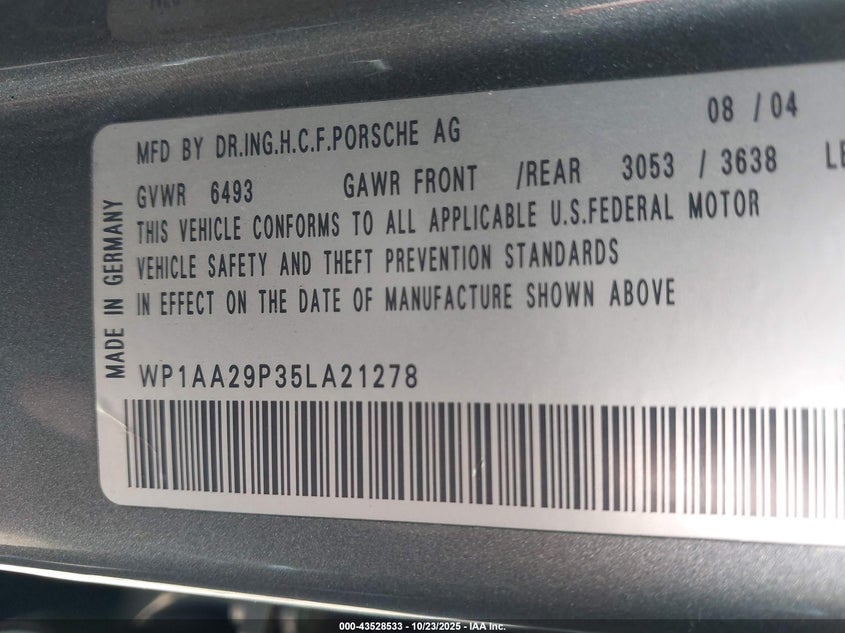 08 / 04
MFD BY DR.ING.H.C.F.PORSCHE AG
GVWR 6493 GAWR FRONT /REAR 3053 / 3638
THIS VEHICLE CONFORMS TO ALL APPLICABLE U.S.FEDERAL MOTOR
VEHICLE SAFETY AND THEFT PREVENTION STANDARDS
IN EFFECT ON THE DATE OF MANUFACTURE SHOWN ABOVE
MADE IN GERMANY
WP1AA29P35LA21278
000-43528533 - 10/23/2025 - IAA Inc.